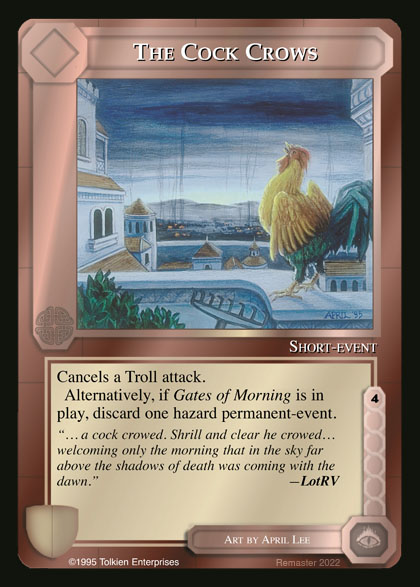 The Cock Crows
APRIL '95
Short-event
Cancels a Troll attack.
Alternatively, if Gates of Morning is in
play, discard one hazard permanent-event.
4
“… a cock crowed. Shrill and clear he crowed…
welcoming only the morning that in the sky far
above the shadows of death was coming with the
dawn.” –LotRV
Art by April Lee
©1995 Tolkien Enterprises
Remaster 2022